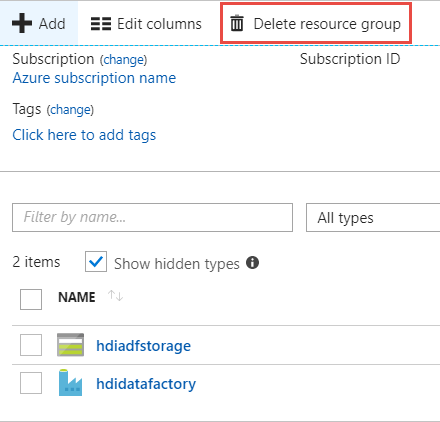 Add Edit columns Delete resource group
Subscription (change) Subscription ID
Azure subscription name
Tags (change)
Click here to add tags
Filter by name... All types
2 items Show hidden types
NAME
hdiadfstorage
hdidatafactory